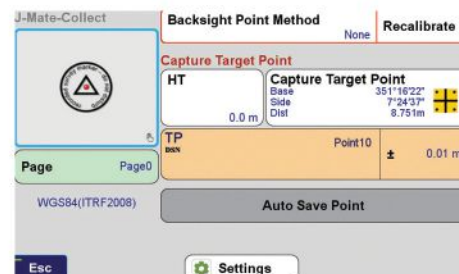 J-Mate-Collect
Backsight Point Method
None
Recalibrate
Capture Target Point
HT
0.0 m
Capture Target Point
Base 351°16'22"
Side 7°24'37"
Dist 8.751m
TP
DSN
Point10
± 0.01 m
Page Page0
WGS84(ITRF2008)
Auto Save Point
Esc
Settings